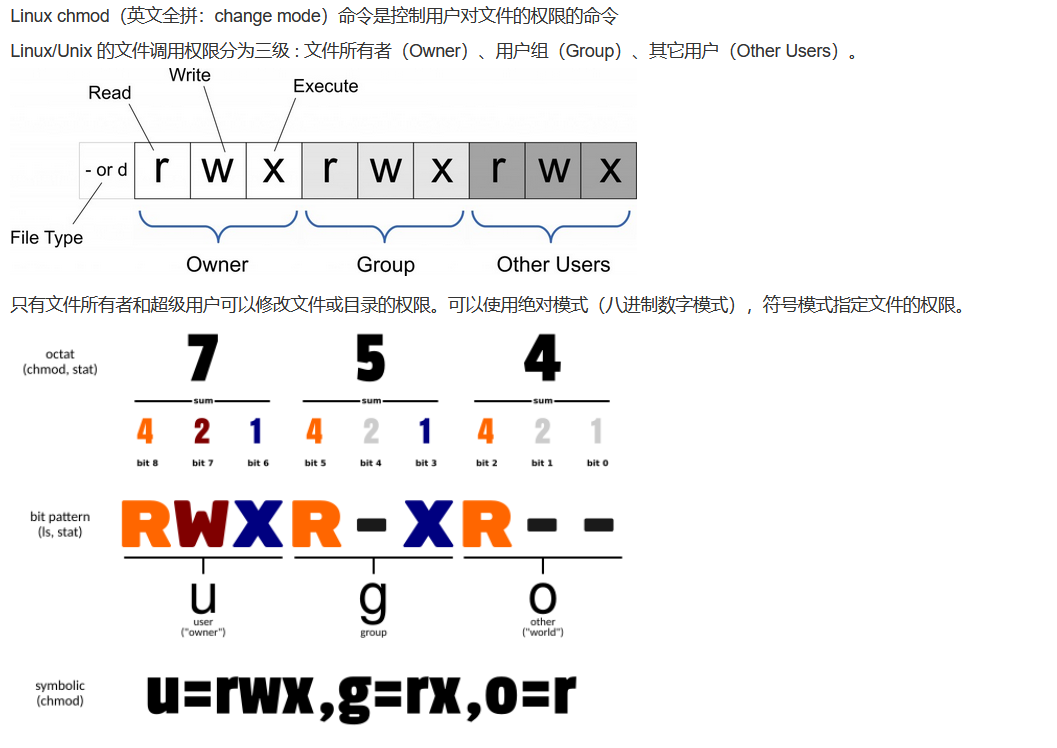 Linux chmod（英文全拼：change mode）命令是控制用户对文件的权限的命令
Linux/Unix 的文件调用权限分为三级 : 文件所有者（Owner）、用户组（Group）、其它用户（Other Users）。
Write
Read
Execute
- or d r w x r w x r w x
File Type
Owner Group Other Users
只有文件所有者和超级用户可以修改文件或目录的权限。可以使用绝对模式（八进制数字模式），符号模式指定文件的权限。
octat
(chmod, stat)
7 5 4
sum sum sum
4 2 1 4 2 1 4 2 1
bit 8 bit 7 bit 6 bit 5 bit 4 bit 3 bit 2 bit 1 bit 0
bit pattern
(ls, stat)
RWXR-XR--
u g o
user group other
("owner") ("world")
symbolic
(chmod)
u=rwx,g=rx,o=r